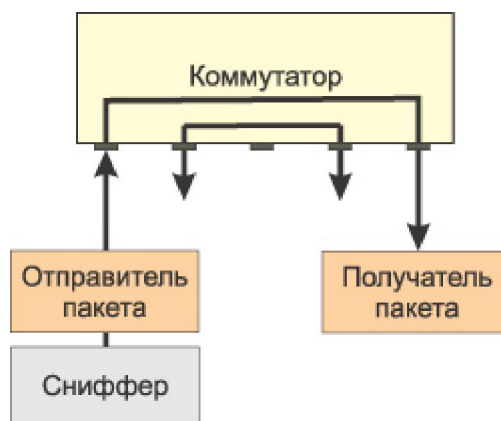 Коммутатор
Отправитель
пакета
Получатель
пакета
Сниффер